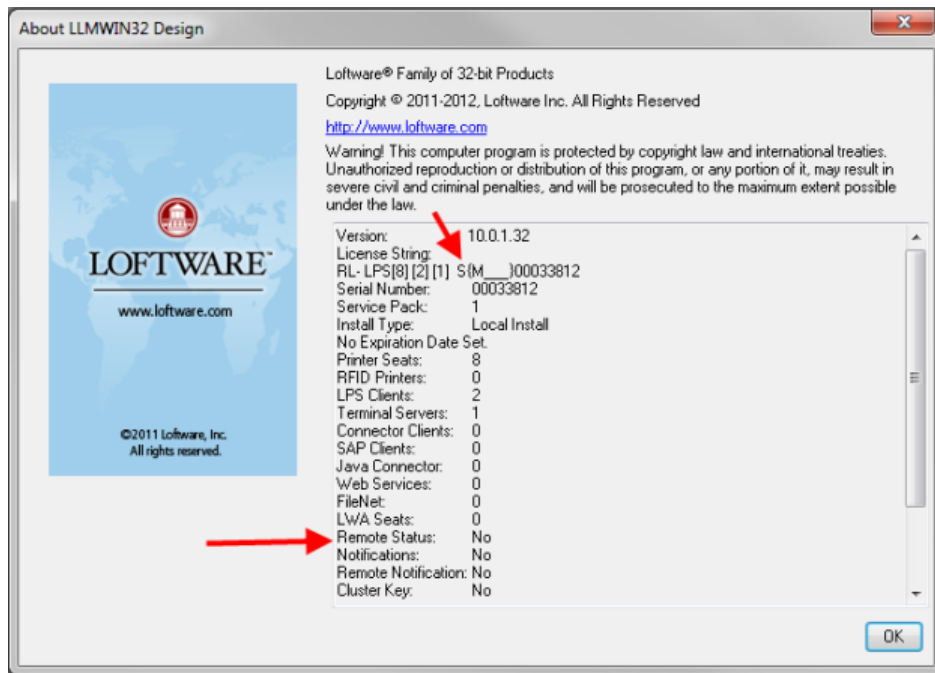 About LLMWIN32 Design
LOFTWARE™
www.loftware.com
©2011 Loftware, Inc.
All rights reserved.
Loftware® Family of 32-bit Products
Copyright © 2011-2012, Loftware Inc. All Rights Reserved
http://www.loftware.com
Warning! This computer program is protected by copyright law and international treaties.
Unauthorized reproduction or distribution of this program, or any portion of it, may result in
severe civil and criminal penalties, and will be prosecuted to the maximum extent possible
under the law.
Version: 10.0.1.32
License String:
RL- LPS[8] [2] [1] S{M___}00033812
Serial Number: 00033812
Service Pack: 1
Install Type: Local Install
No Expiration Date Set.
Printer Seats: 8
RFID Printers: 0
LPS Clients: 2
Terminal Servers: 1
Connector Clients: 0
SAP Clients: 0
Java Connector: 0
Web Services: 0
FileNet: 0
LWA Seats: 0
Remote Status: No
Notifications: No
Remote Notification: No
Cluster Key: No
OK